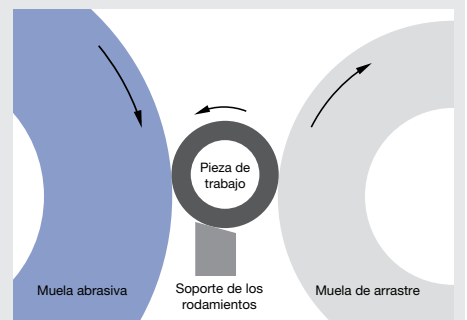 Pieza de
trabajo
Muela abrasiva
Soporte de los
rodamientos
Muela de arrastre